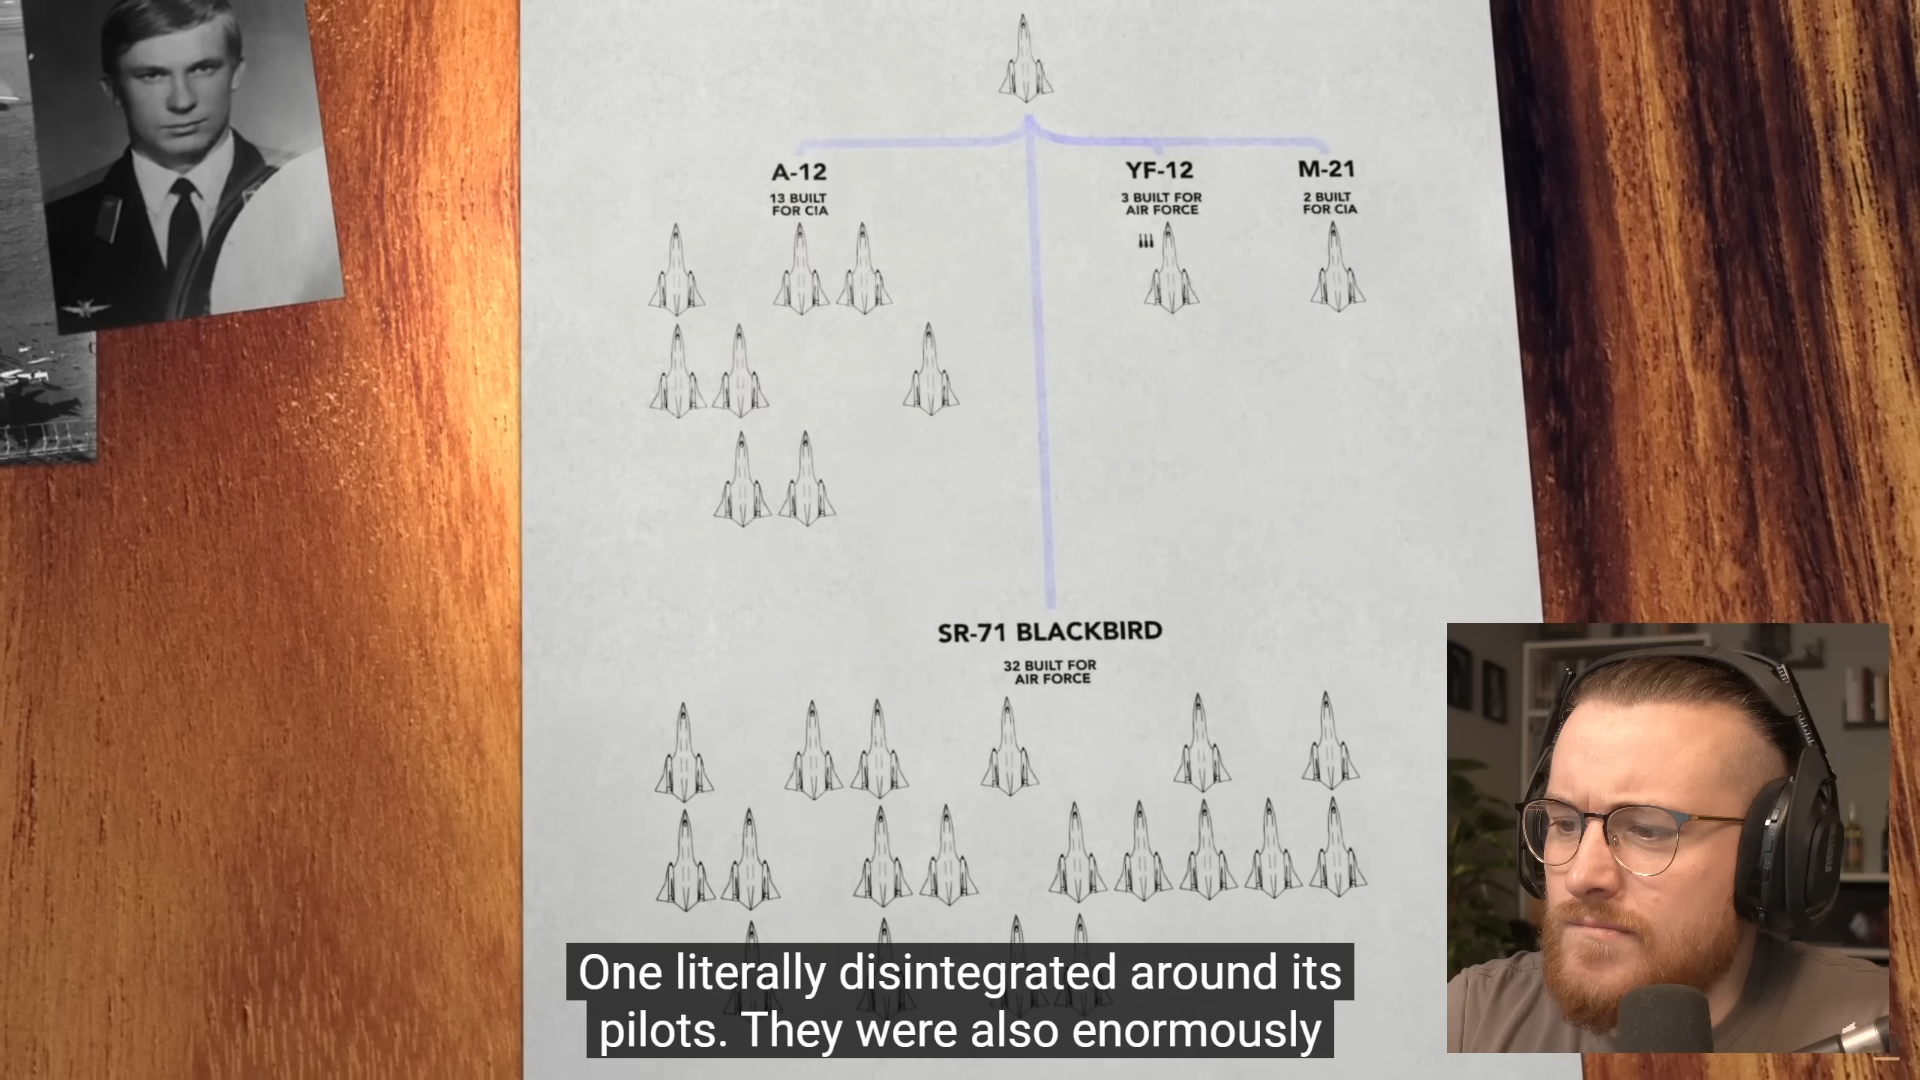 A-12
13 BUILT
FOR CIA
YF-12
3 BUILT FOR
AIR FORCE
M-21
2 BUILT
FOR CIA
SR-71 BLACKBIRD
32 BUILT FOR
AIR FORCE
One literally disintegrated around its
pilots. They were also enormously